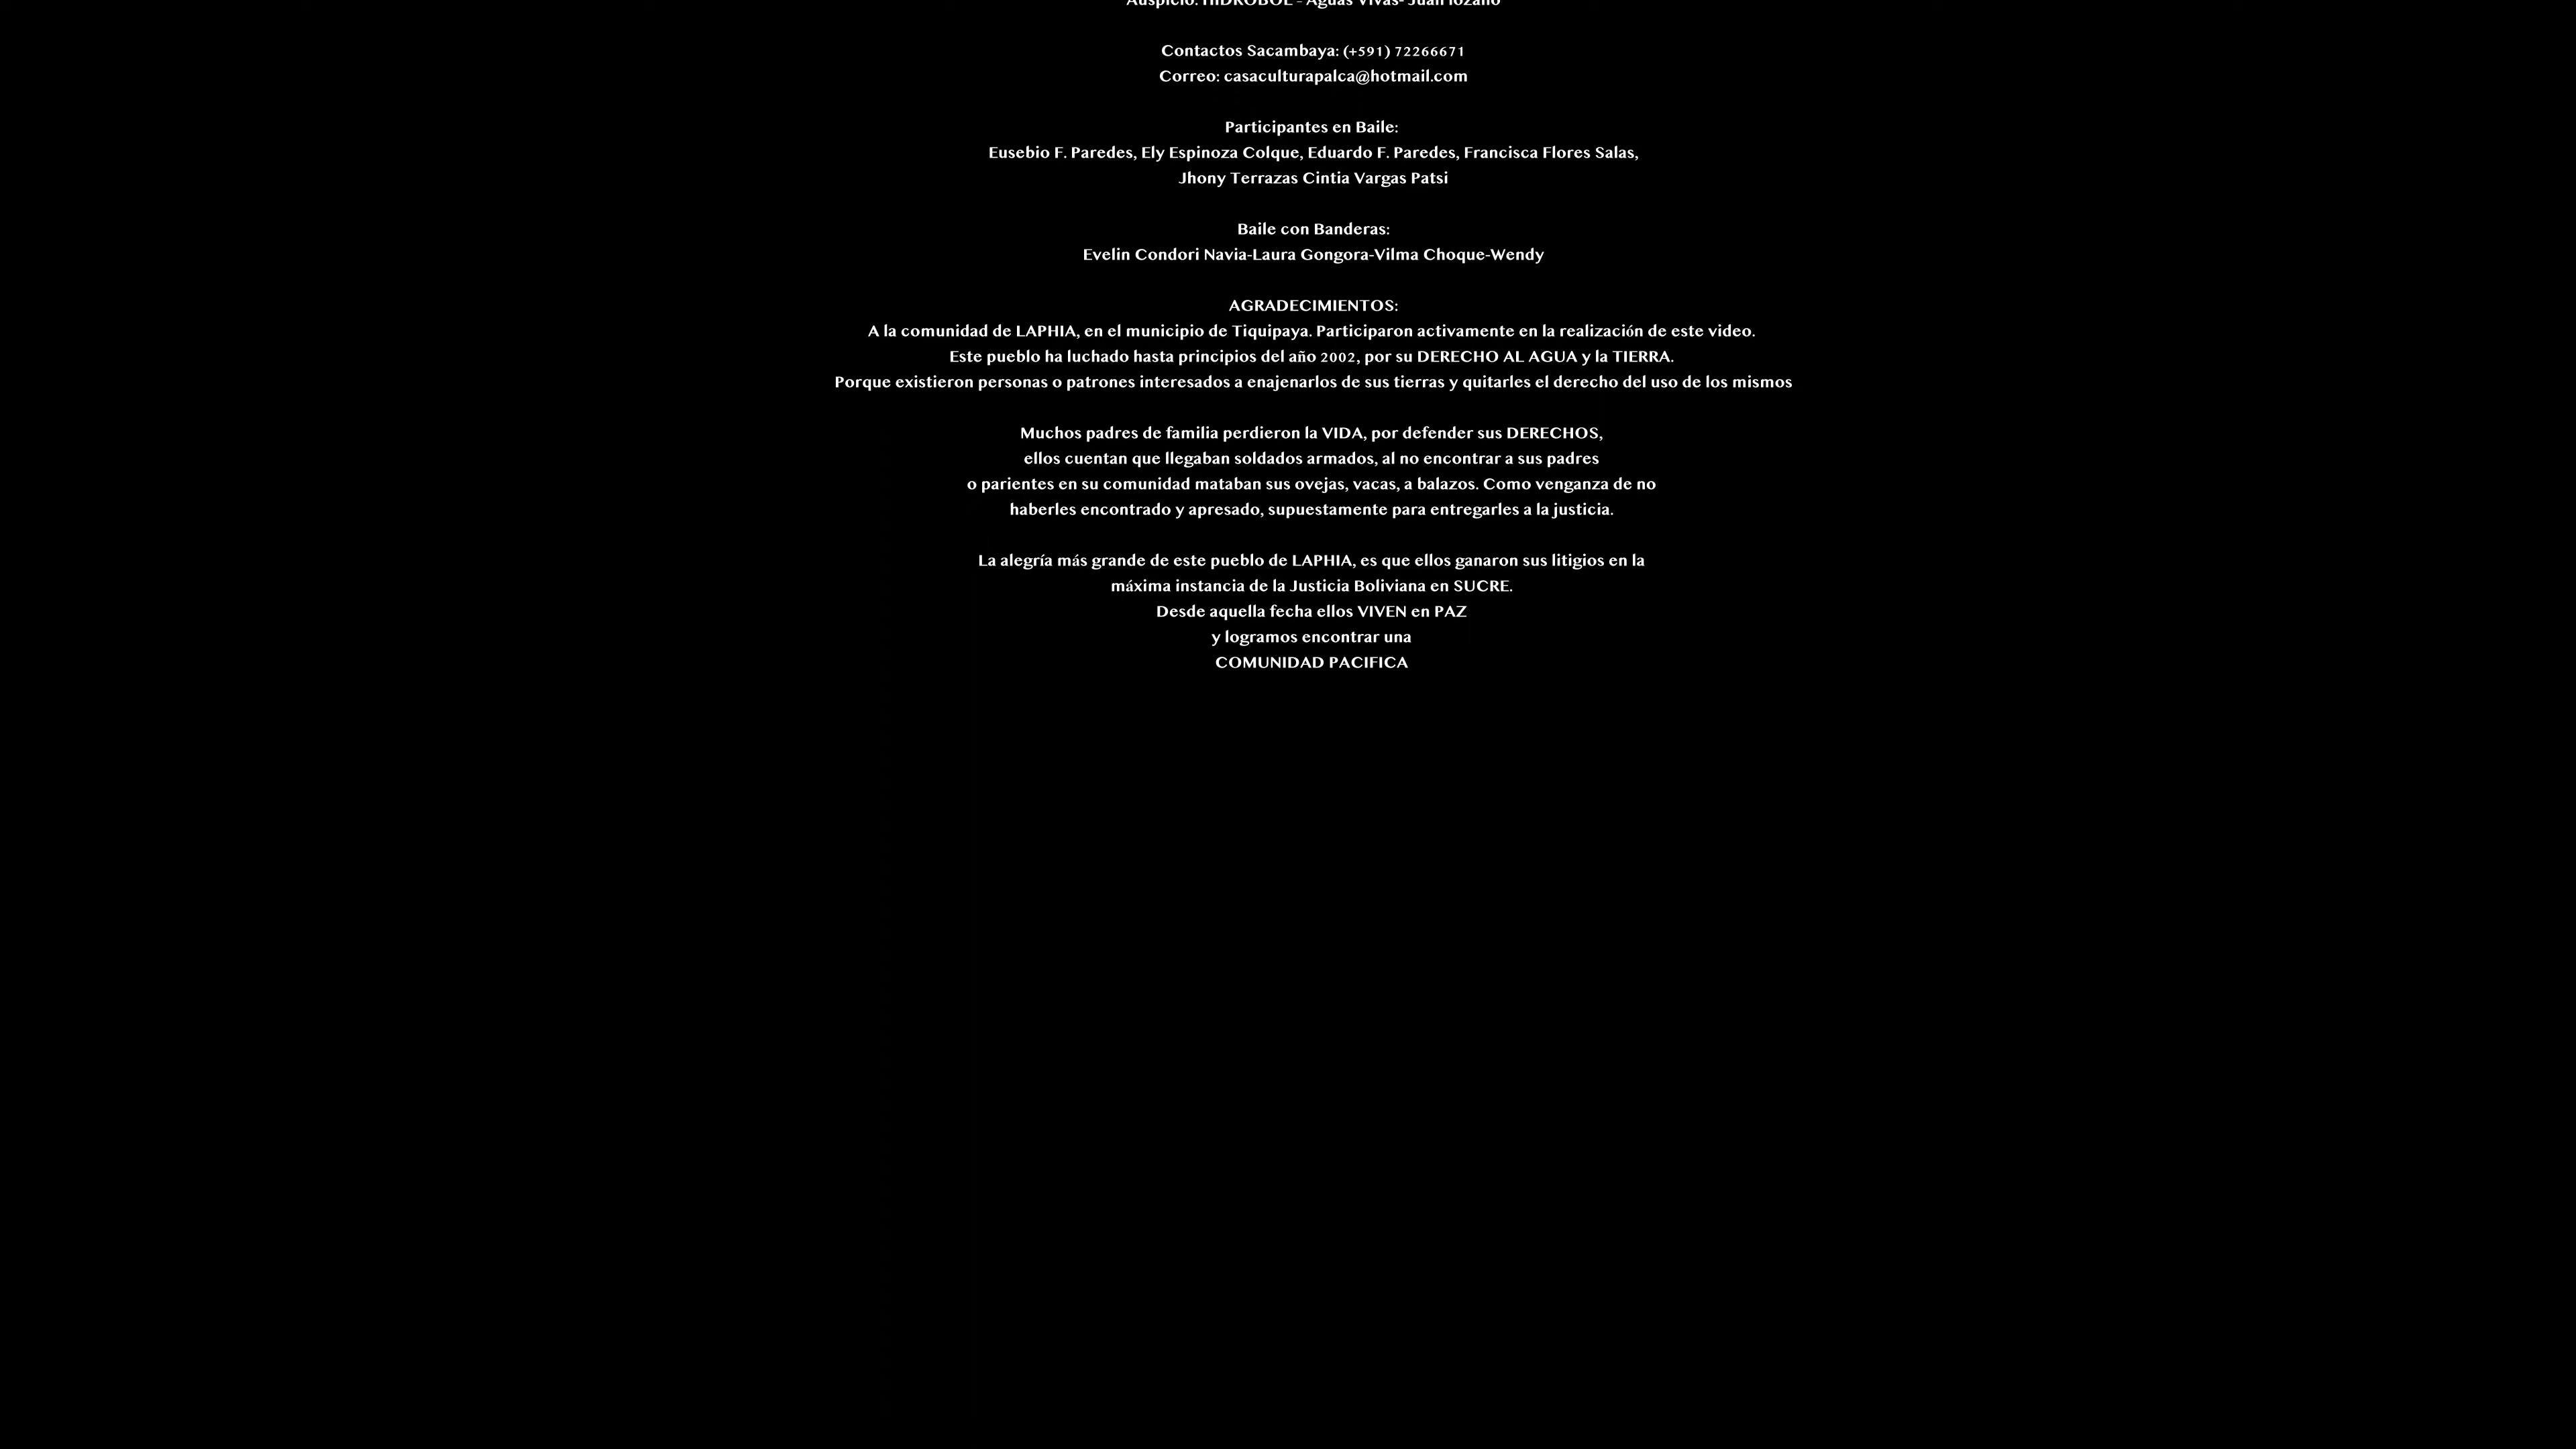 Auspicio: HIDROBOL - Aguas Vivas- Juan lozano
Contactos Sacambaya: (+591) 72266671
Correo: casaculturapalca@hotmail.com
Participantes en Baile:
Eusebio F. Paredes, Ely Espinoza Colque, Eduardo F. Paredes, Francisca Flores Salas,
Jhony Terrazas Cintia Vargas Patsi
Baile con Banderas:
Evelin Condori Navia-Laura Gongora-Vilma Choque-Wendy
AGRADECIMIENTOS:
A la comunidad de LAPHIA, en el municipio de Tiquipaya. Participaron activamente en la realización de este video.
Este pueblo ha luchado hasta principios del año 2002, por su DERECHO AL AGUA y la TIERRA.
Porque existieron personas o patrones interesados a enajenarlos de sus tierras y quitarles el derecho del uso de los mismos
Muchos padres de familia perdieron la VIDA, por defender sus DERECHOS,
ellos cuentan que llegaban soldados armados, al no encontrar a sus padres
o parientes en su comunidad mataban sus ovejas, vacas, a balazos. Como venganza de no
haberles encontrado y apresado, supuestamente para entregarles a la justicia.
La alegría más grande de este pueblo de LAPHIA, es que ellos ganaron sus litigios en la
máxima instancia de la Justicia Boliviana en SUCRE.
Desde aquella fecha ellos VIVEN en PAZ
y logramos encontrar una
COMUNIDAD PACIFICA